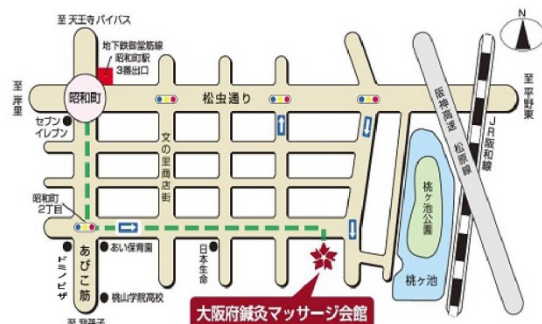 至 天王寺バイパス
N
地下鉄御堂筋線
昭和町駅
3番出口
至 岸里
昭和町
松虫通り
至 平野東
セブン
イレブン
文の里商店街
阪神高速 松原線
JR阪和線
昭和町
2丁目
桃ヶ池公園
あい保育園
日本生命
ドミノピザ
あびこ筋
桃ヶ池
桃山学院高校
大阪府鍼灸マッサージ会館